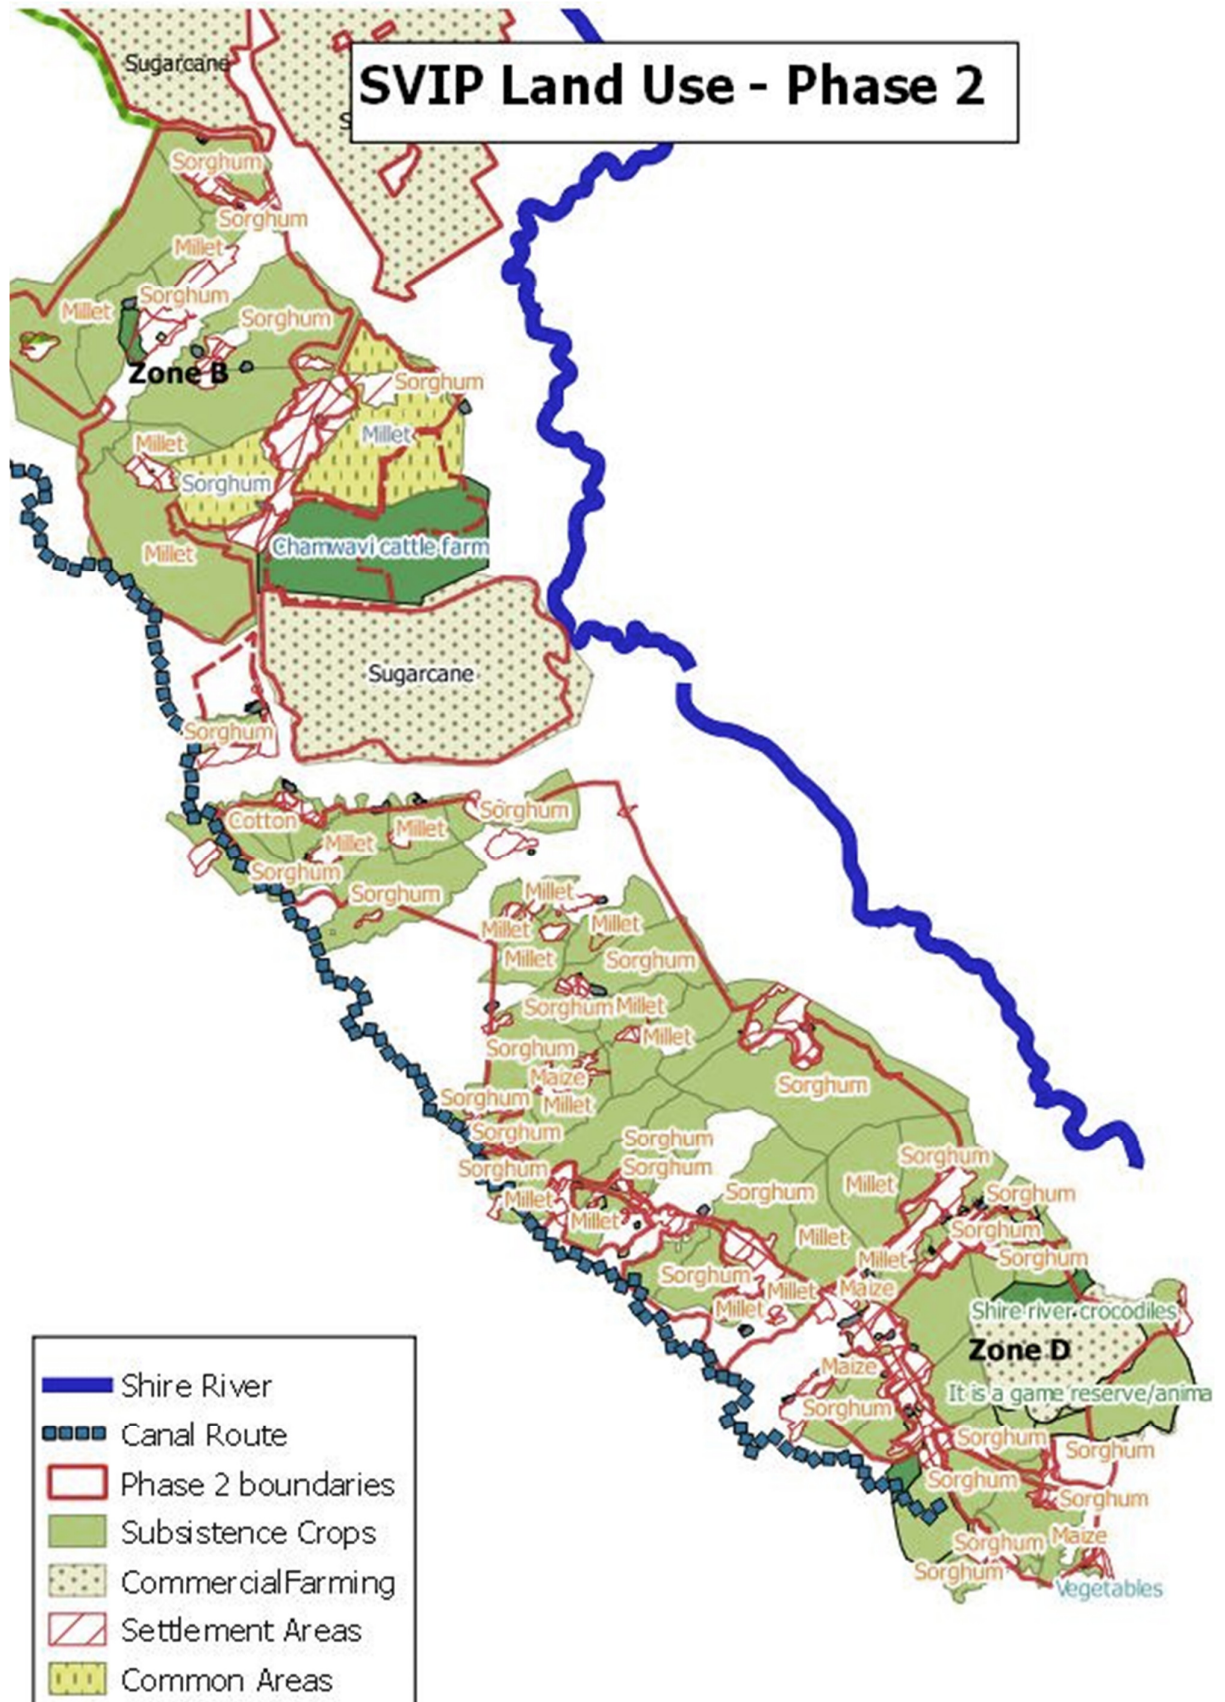 Sugarcane
SVIP Land Use - Phase 2
S
Sorghum
Sorghum
Millet
Sorghum
Millet
Sorghum
Zone B
Sorghum
Millet
Millet
Sorghum
Chamwavi cattle farm
Millet
Sugarcane
Sorghum
Sorghum
Cotton
Millet
Millet
Sorghum
Sorghum
Millet
Millet
Millet
Millet
Sorghum
Sorghum
Millet
Millet
Sorghum
Maize
Sorghum
Millet
Sorghum
Sorghum
Sorghum
Sorghum
Sorghum
Millet
Millet
Sorghum
Millet
Sorghum
Sorghum
Sorghum
Millet
Millet
Sorghum
Sorghum
Millet
Maize
Millet
Shire river crocodiles
Zone D
Maize
It is a game reserve/anima
Sorghum
Sorghum
Sorghum
Sorghum
Sorghum
Sorghum
Maize
Sorghum
Vegetables
Shire River
Canal Route
Phase 2 boundaries
Subsistence Crops
CommercialFarming
Settlement Areas
Common Areas